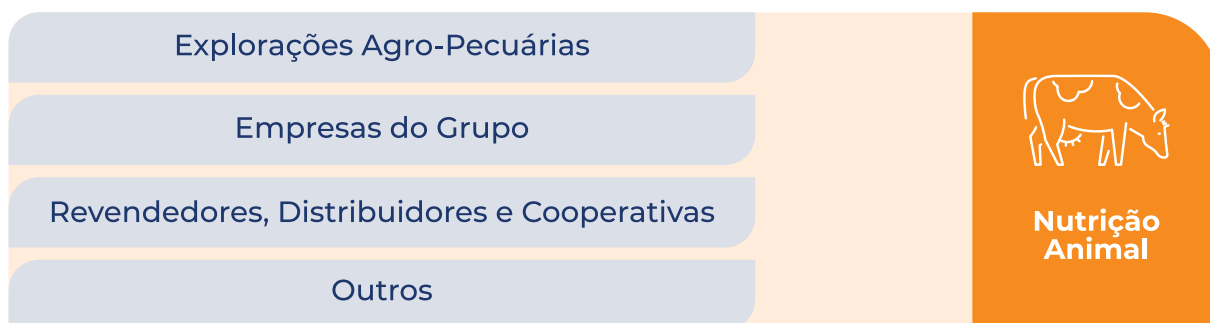 Explorações Agro-Pecuárias
Empresas do Grupo
Revendedores, Distribuidores e Cooperativas
Outros
Nutrição
Animal